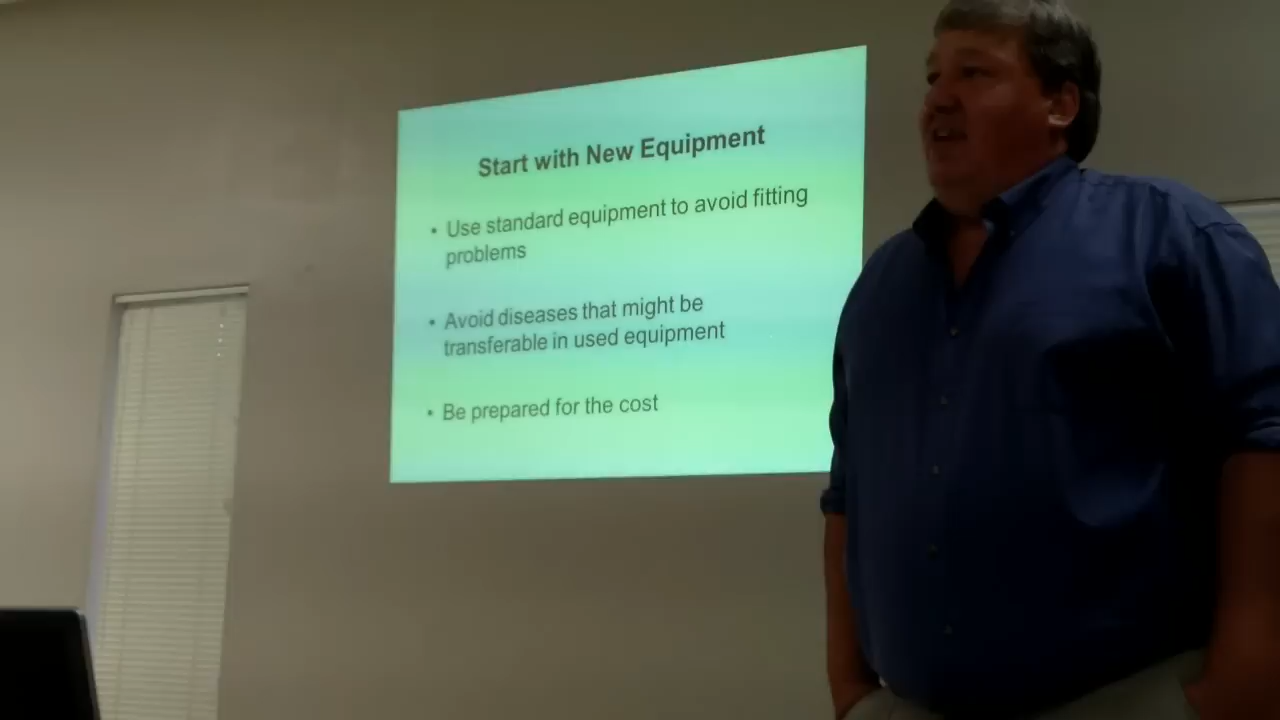 Start with New Equipment
• Use standard equipment to avoid fitting
problems
• Avoid diseases that might be
transferable in used equipment
• Be prepared for the cost